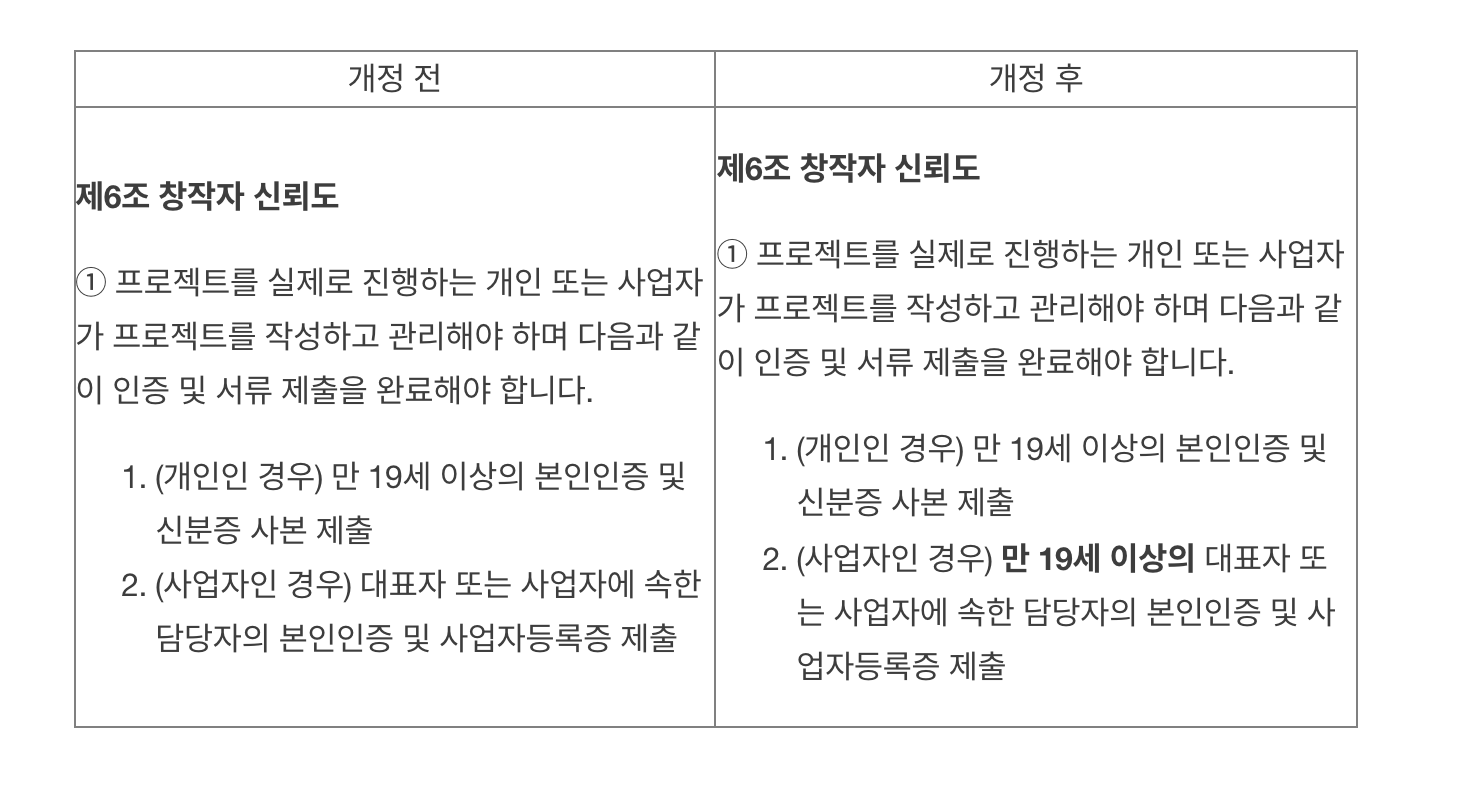 개정 전
개정 후
제6조 창작자 신뢰도
① 프로젝트를 실제로 진행하는 개인 또는 사업자
가 프로젝트를 작성하고 관리해야 하며 다음과 같
이 인증 및 서류 제출을 완료해야 합니다.
1. (개인인 경우) 만 19세 이상의 본인인증 및
신분증 사본 제출
2. (사업자인 경우) 대표자 또는 사업자에 속한
담당자의 본인인증 및 사업자등록증 제출
제6조 창작자 신뢰도
① 프로젝트를 실제로 진행하는 개인 또는 사업자
가 프로젝트를 작성하고 관리해야 하며 다음과 같
이 인증 및 서류 제출을 완료해야 합니다.
1. (개인인 경우) 만 19세 이상의 본인인증 및
신분증 사본 제출
2. (사업자인 경우) 만 19세 이상의 대표자 또
는 사업자에 속한 담당자의 본인인증 및 사
업자등록증 제출